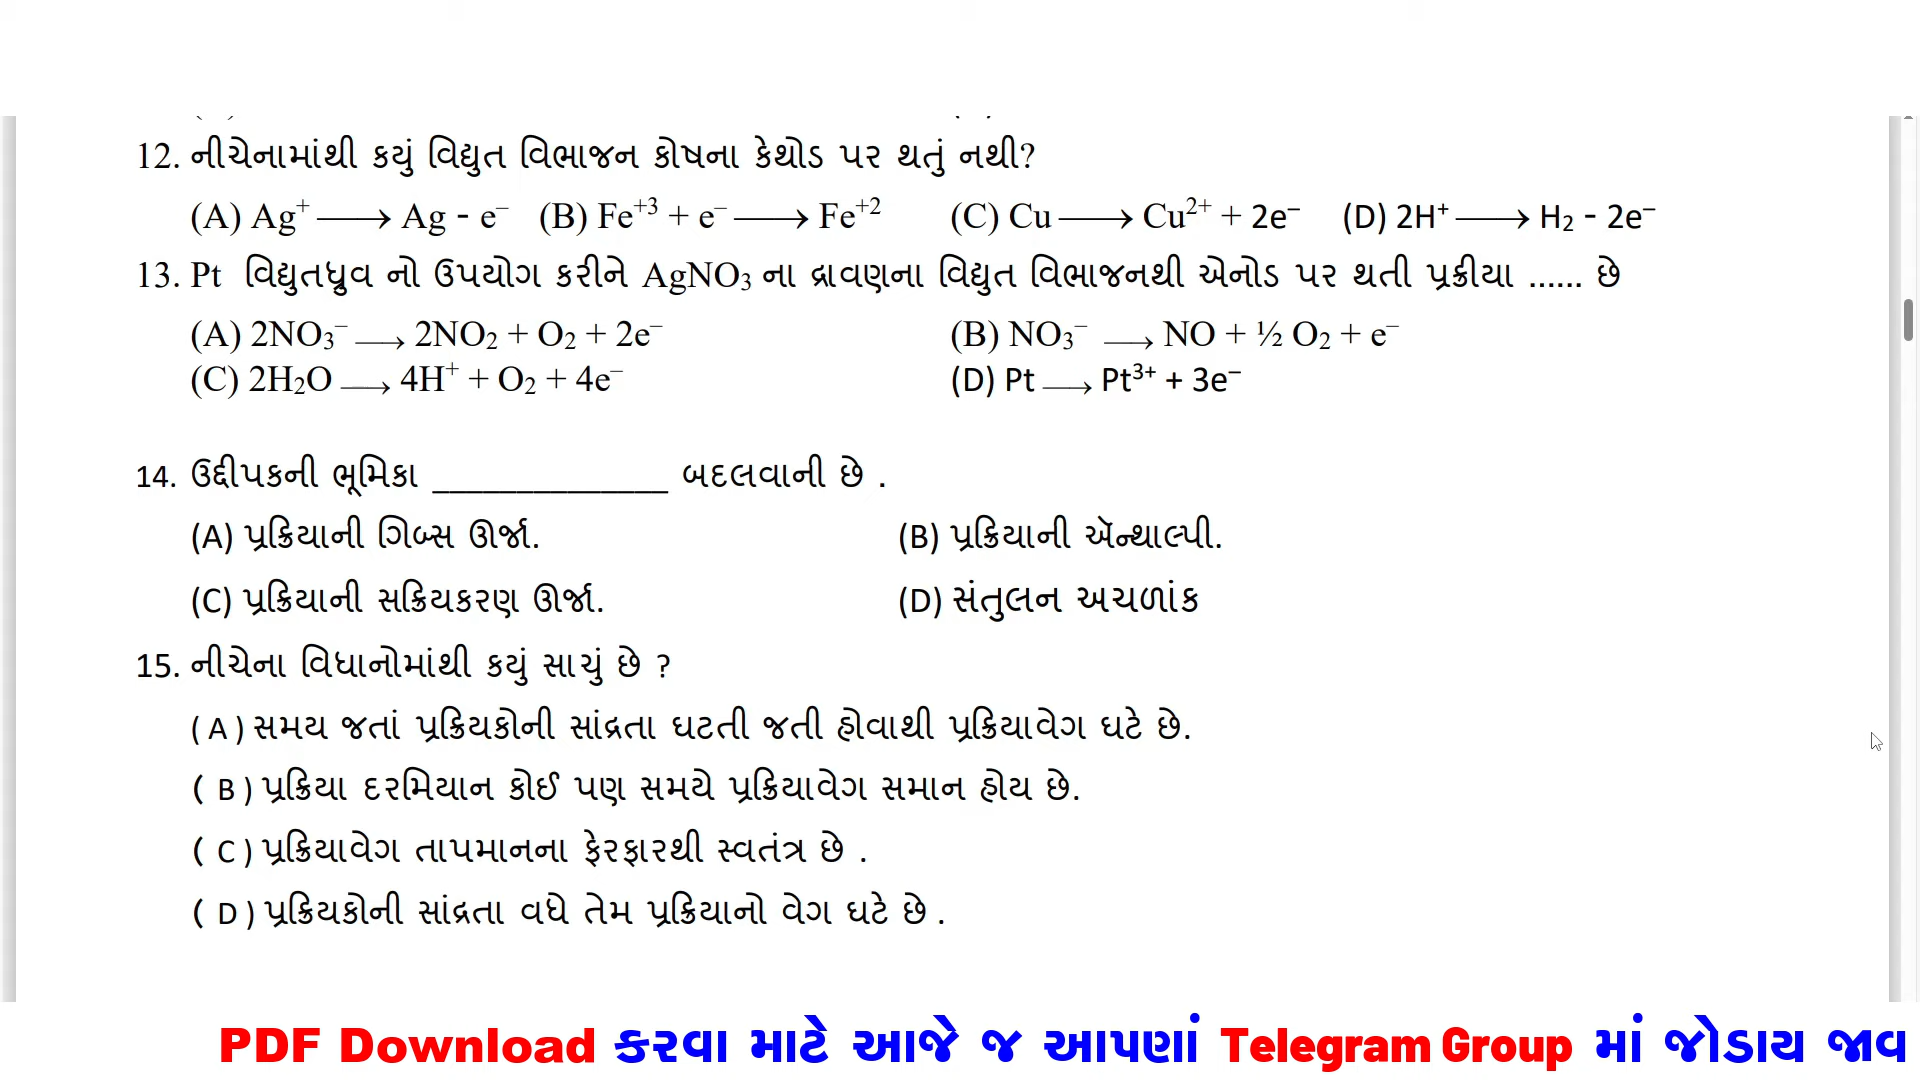 12. નીચેનામાંથી કયું વિદ્યુત વિભાજન કોષના કેથોડ પર થતું નથી?
(A) Ag⁺ ⟶ Ag - e⁻ (B) Fe⁺³ + e⁻ ⟶ Fe⁺² (C) Cu ⟶ Cu²⁺ + 2e⁻ (D) 2H⁺ ⟶ H₂ - 2e⁻
13. Pt વિદ્યુતધ્રુવ નો ઉપયોગ કરીને AgNO₃ ના દ્રાવણના વિદ્યુત વિભાજનથી એનોડ પર થતી પ્રક્રીયા ...... છે
(A) 2NO₃⁻ ⟶ 2NO₂ + O₂ + 2e⁻ (B) NO₃⁻ ⟶ NO + ½ O₂ + e⁻
(C) 2H₂O ⟶ 4H⁺ + O₂ + 4e⁻ (D) Pt ⟶ Pt³⁺ + 3e⁻
14. ઉદ્દીપકની ભૂમિકા ______________ બદલવાની છે .
(A) પ્રક્રિયાની ગિબ્સ ઊર્જા. (B) પ્રક્રિયાની ઍન્થાલ્પી.
(C) પ્રક્રિયાની સક્રિયકરણ ઊર્જા. (D) સંતુલન અચળાંક
15. નીચેના વિધાનોમાંથી કયું સાચું છે ?
( A ) સમય જતાં પ્રક્રિયકોની સાંદ્રતા ઘટતી જતી હોવાથી પ્રક્રિયાવેગ ઘટે છે.
( B ) પ્રક્રિયા દરમિયાન કોઈ પણ સમયે પ્રક્રિયાવેગ સમાન હોય છે.
( C ) પ્રક્રિયાવેગ તાપમાનના ફેરફારથી સ્વતંત્ર છે .
( D ) પ્રક્રિયકોની સાંદ્રતા વધે તેમ પ્રક્રિયાનો વેગ ઘટે છે .
PDF Download કરવા માટે આજે જ આપણાં Telegram Group માં જોડાય જાવ